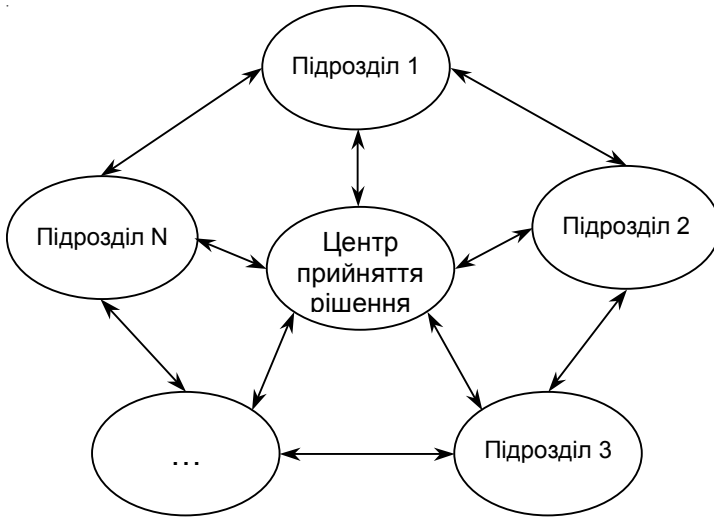 Підрозділ 1
Підрозділ N
Підрозділ 2
Центр
прийняття
рішення
...
Підрозділ 3